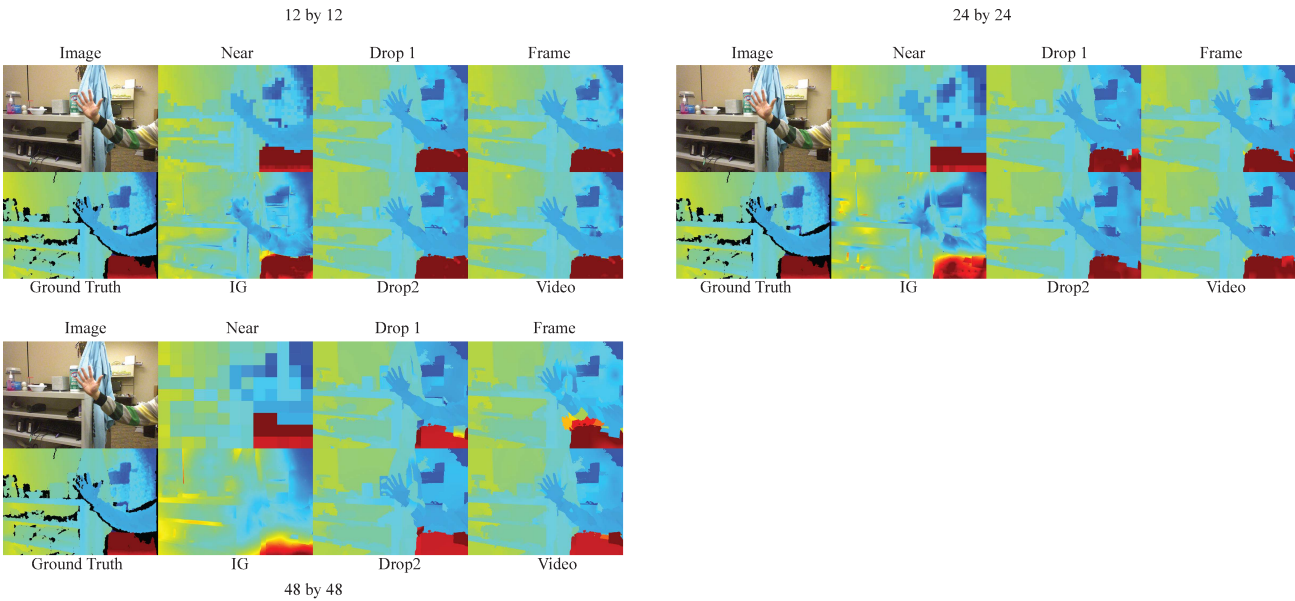 12 by 12
Image Near Drop 1 Frame
Ground Truth IG Drop2 Video
24 by 24
Image Near Drop 1 Frame
Ground Truth IG Drop2 Video
Image Near Drop 1 Frame
Ground Truth IG Drop2 Video
48 by 48